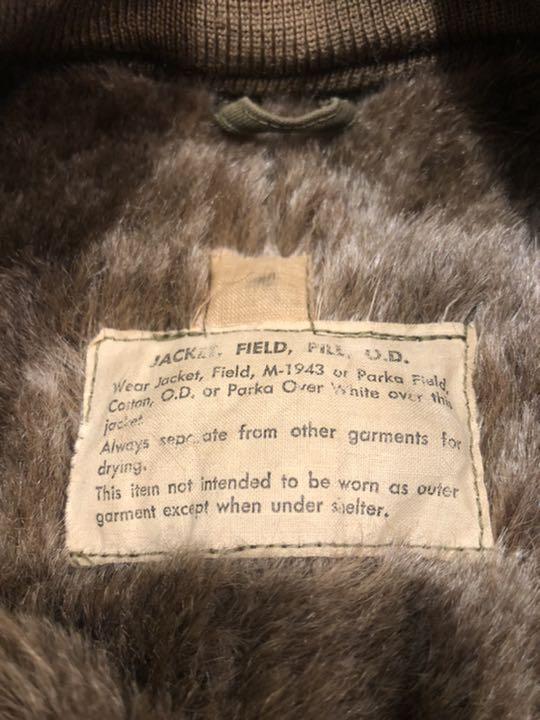 JACKET, FIELD, PILE, O.D.
Wear Jacket, Field, M-1943 or Parka Field,
Cotton, O.D. or Parka Over White over this
jacket.
Always separate from other garments for
drying.
This item not intended to be worn as outer
garment except when under shelter.